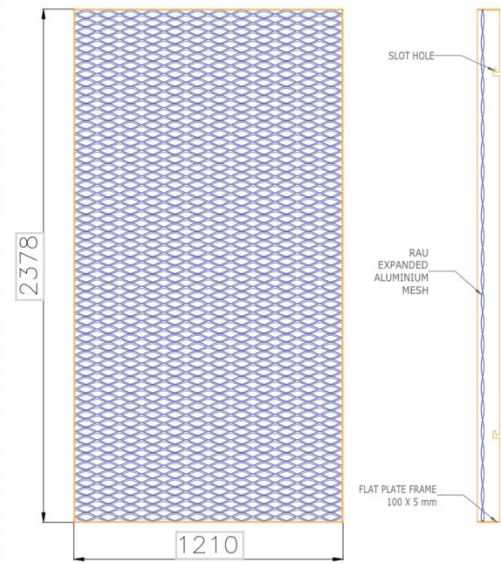 2378
1210
SLOT HOLE
RAU
EXPANDED
ALUMINIUM
MESH
FLAT PLATE FRAME
100 X 5 mm